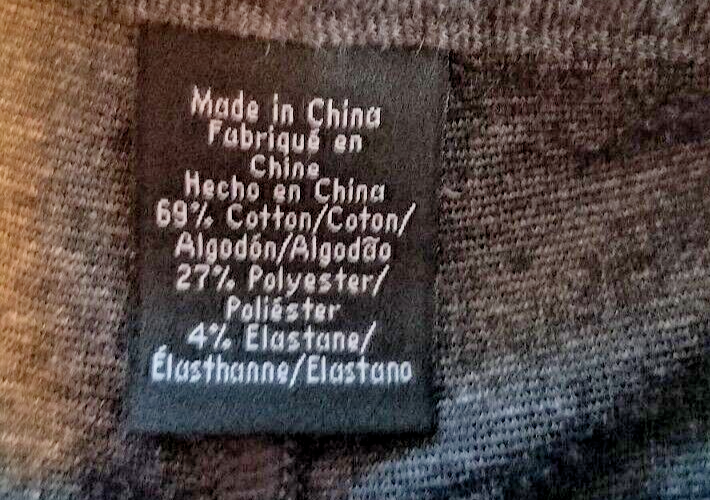 Made in China
Fabriqué en
Chine
Hecho en China
69% Cotton/Coton/
Algodón/Algodão
27% Polyester/
Poliéster
4% Elastane/
Élasthanne/Elastano